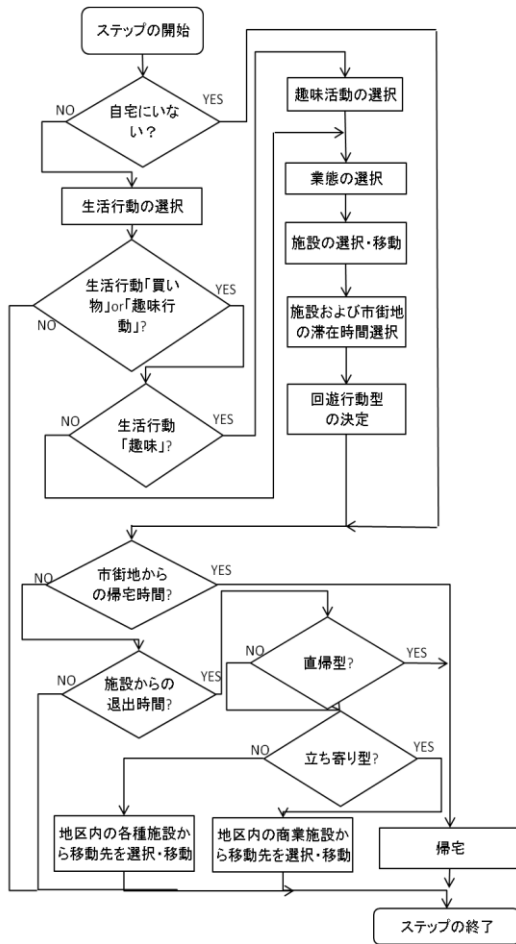 ステップの開始
自宅にいな
い？
NO
YES
生活行動の選択
生活行動「買い
物」or「趣味行
動」？
YES
NO
生活行動
「趣味」？
NO
YES
趣味活動の選択
業態の選択
施設の選択・移動
施設および市街地
の滞在時間選択
回遊行動型
の決定
市街地から
の帰宅時間？
NO
YES
施設からの
退出時間？
NO
YES
直帰型？
NO
YES
立ち寄り型？
NO
YES
地区内の各種施設か
ら移動先を選択・移動
地区内の商業施設か
ら移動先を選択・移動
帰宅
ステップの終了